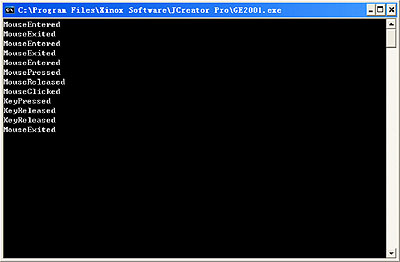 C:\Program Files\Xinox Software\JCreator Pro\GE2001.exe
MouseEntered
MouseExited
MouseEntered
MouseExited
MouseEntered
MousePressed
MouseReleased
MouseClicked
KeyPressed
KeyReleased
KeyReleased
MouseExited